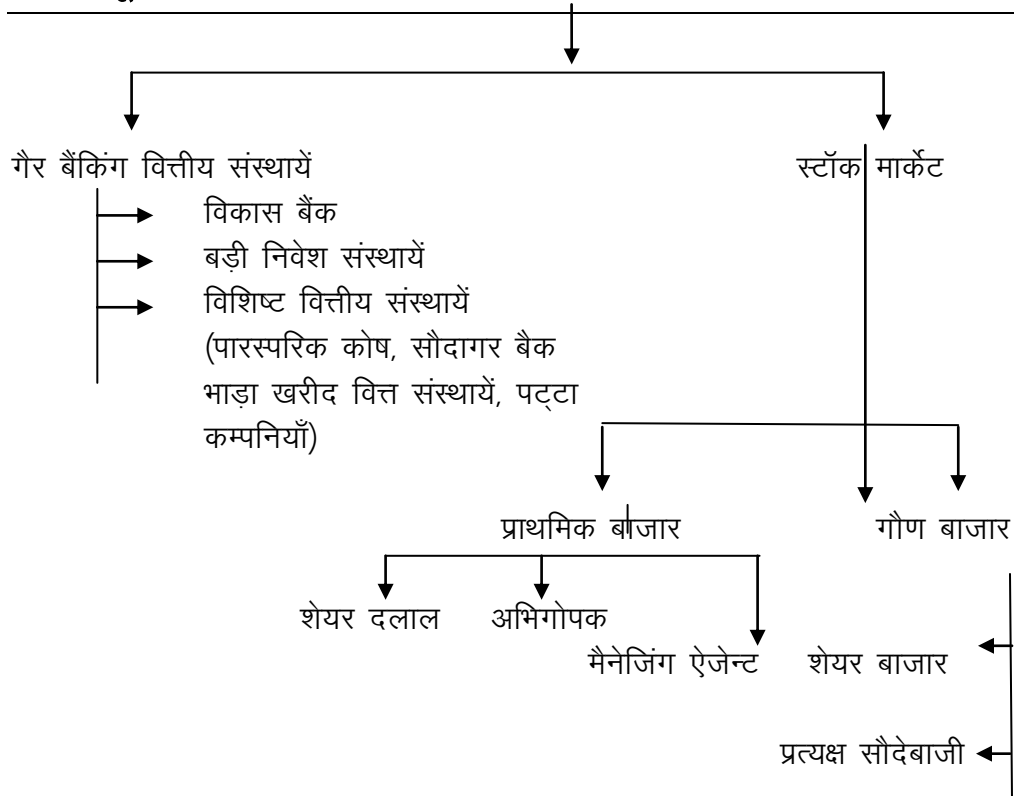 गैर बैंकिंग वित्तीय संस्थायें
स्टॉक मार्केट
विकास बैंक
बड़ी निवेश संस्थायें
विशिष्ट वित्तीय संस्थायें
(पारस्परिक कोष, सौदागर बैक
भाड़ा खरीद वित्त संस्थायें, पट्टा
कम्पनियाँ)
प्राथमिक बाजार
गौण बाजार
शेयर दलाल
अभिगोपक
मैनेजिंग ऐजेन्ट
शेयर बाजार
प्रत्यक्ष सौदेबाजी